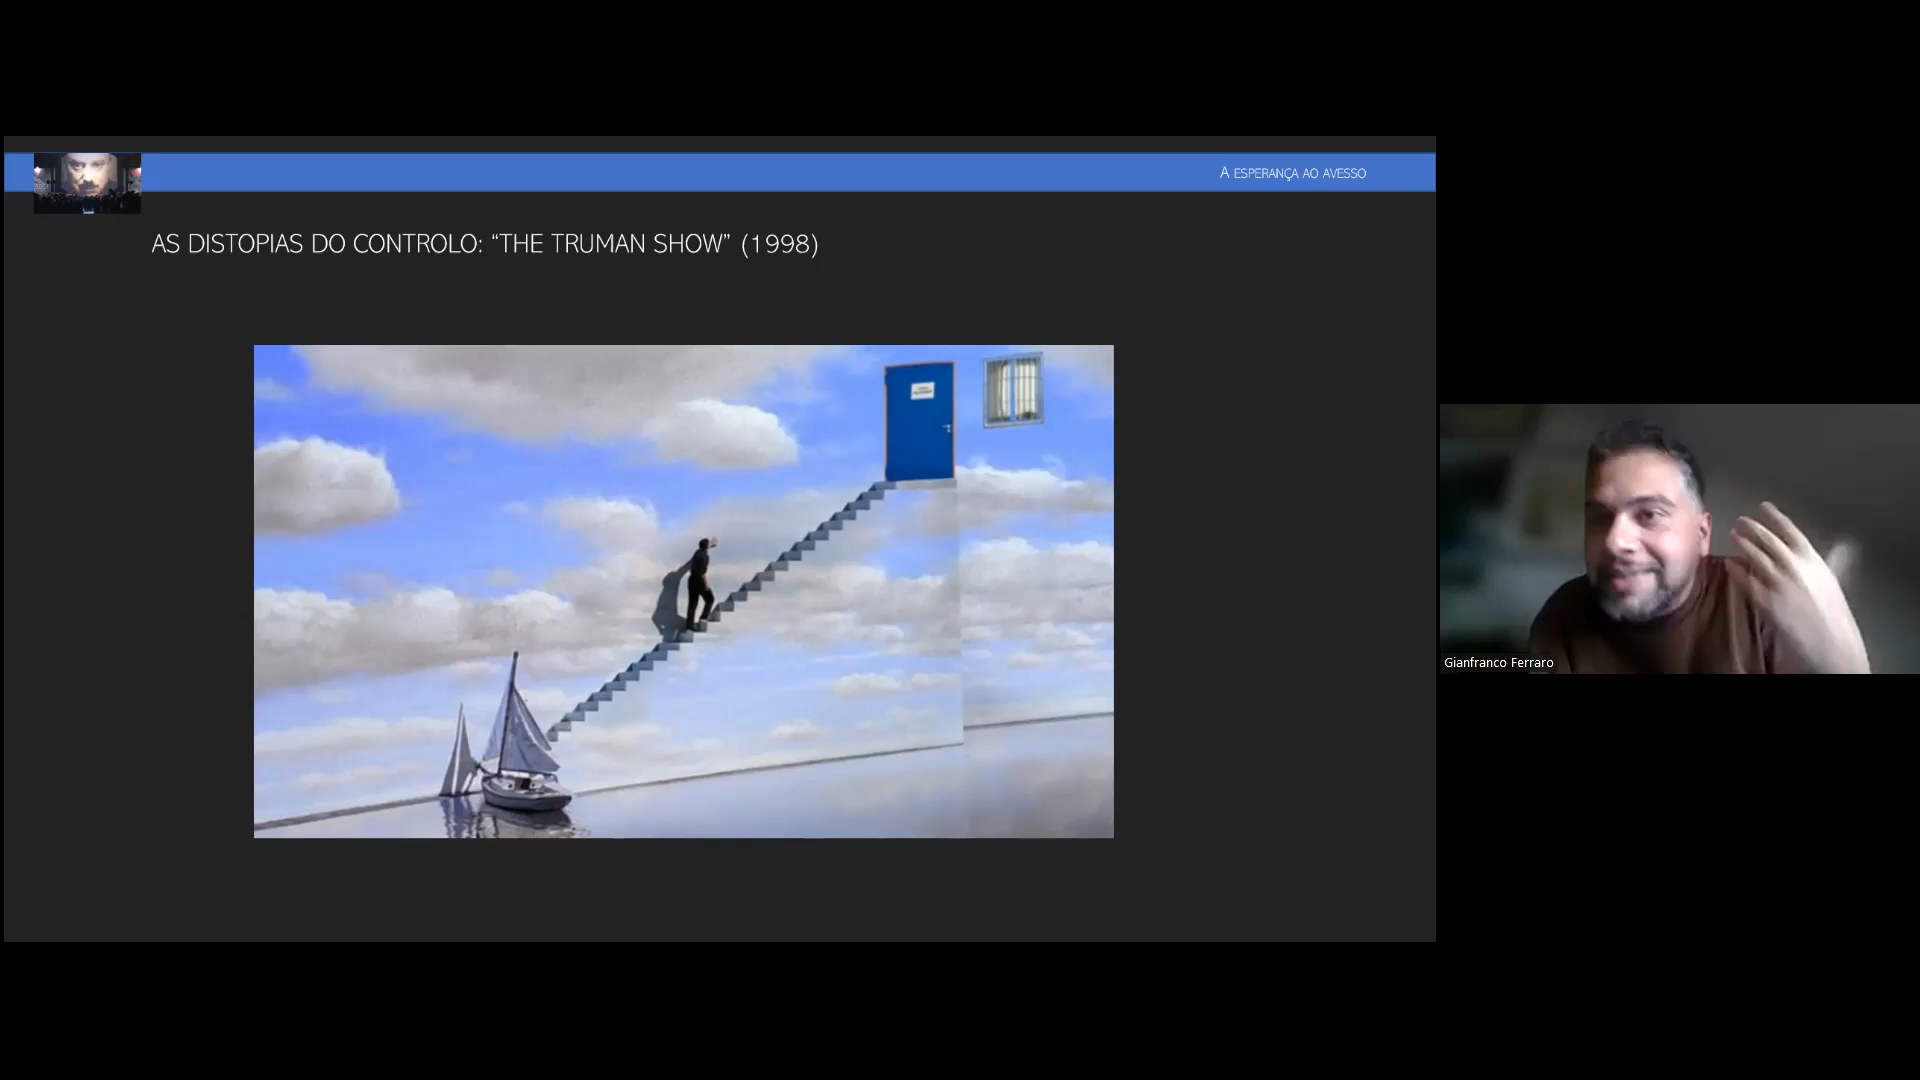 A ESPERANÇA AO AVESSO
AS DISTOPIAS DO CONTROLO: “THE TRUMAN SHOW” (1998)
Gianfranco Ferraro